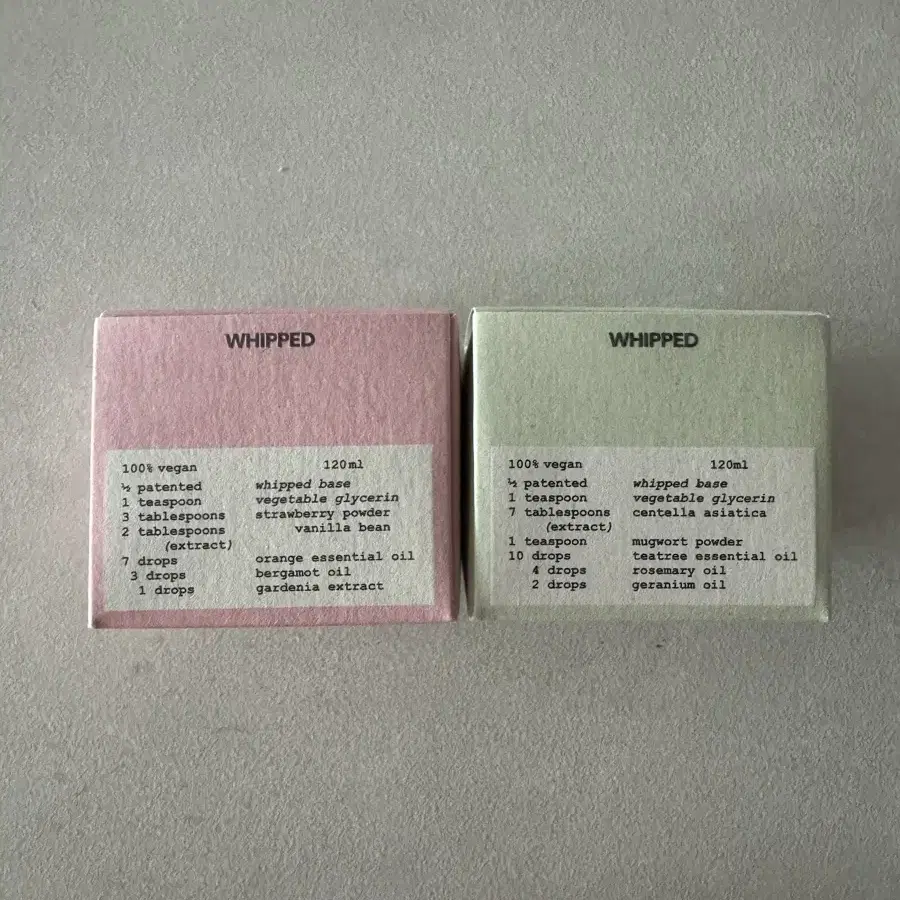 WHIPPED
100% vegan 120ml
½ patented whipped base
1 teaspoon vegetable glycerin
3 tablespoons strawberry powder
2 tablespoons vanilla bean
(extract)
7 drops orange essential oil
3 drops bergamot oil
1 drops gardenia extract
WHIPPED
100% vegan 120ml
½ patented whipped base
1 teaspoon vegetable glycerin
7 tablespoons centella asiatica
(extract)
1 teaspoon mugwort powder
10 drops teatree essential oil
4 drops rosemary oil
2 drops geranium oil